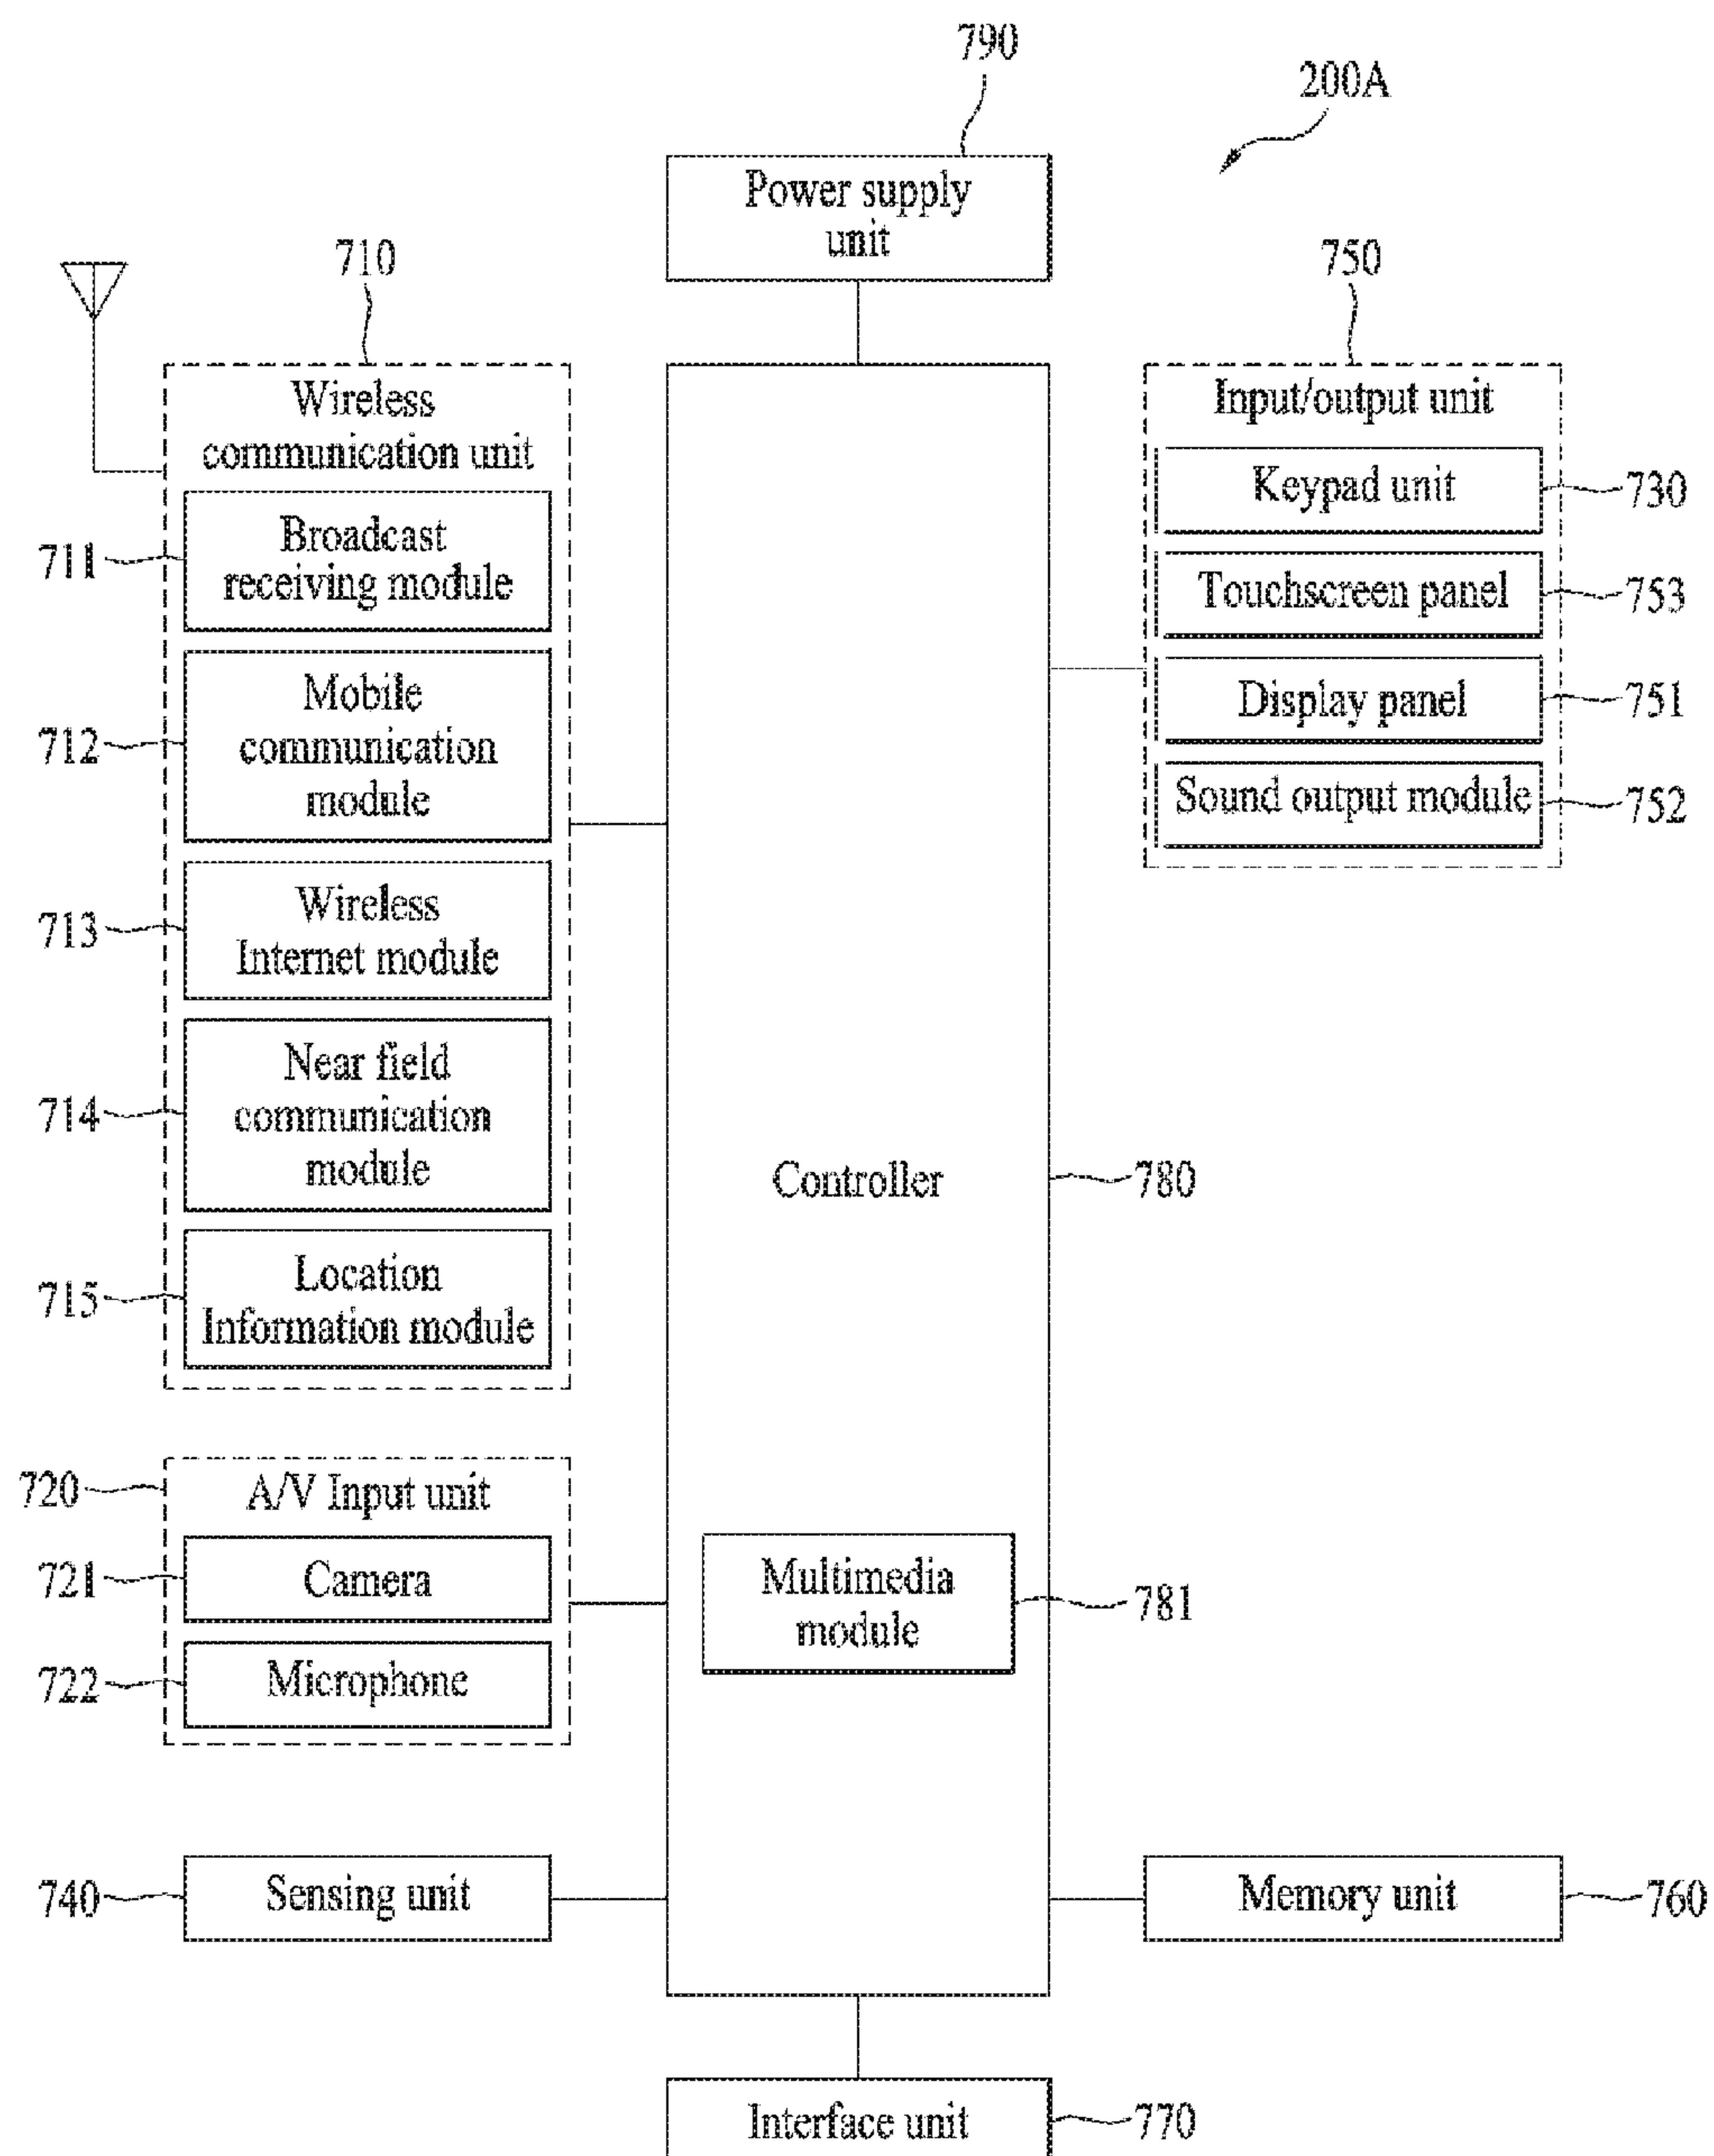 790
200A
Power supply
unit
710
750
Wireless
communication unit
Input/output unit
Keypad unit
730
711
Broadcast
receiving module
Touchscreen panel
753
Display panel
751
712
Mobile
communication
module
Sound output module
752
713
Wireless
Internet module
714
Near field
communication
module
Controller
780
715
Location
Information module
720
A/V Input unit
721
Camera
Multimedia
module
781
722
Microphone
740
Sensing unit
Memory unit
760
Interface unit
770